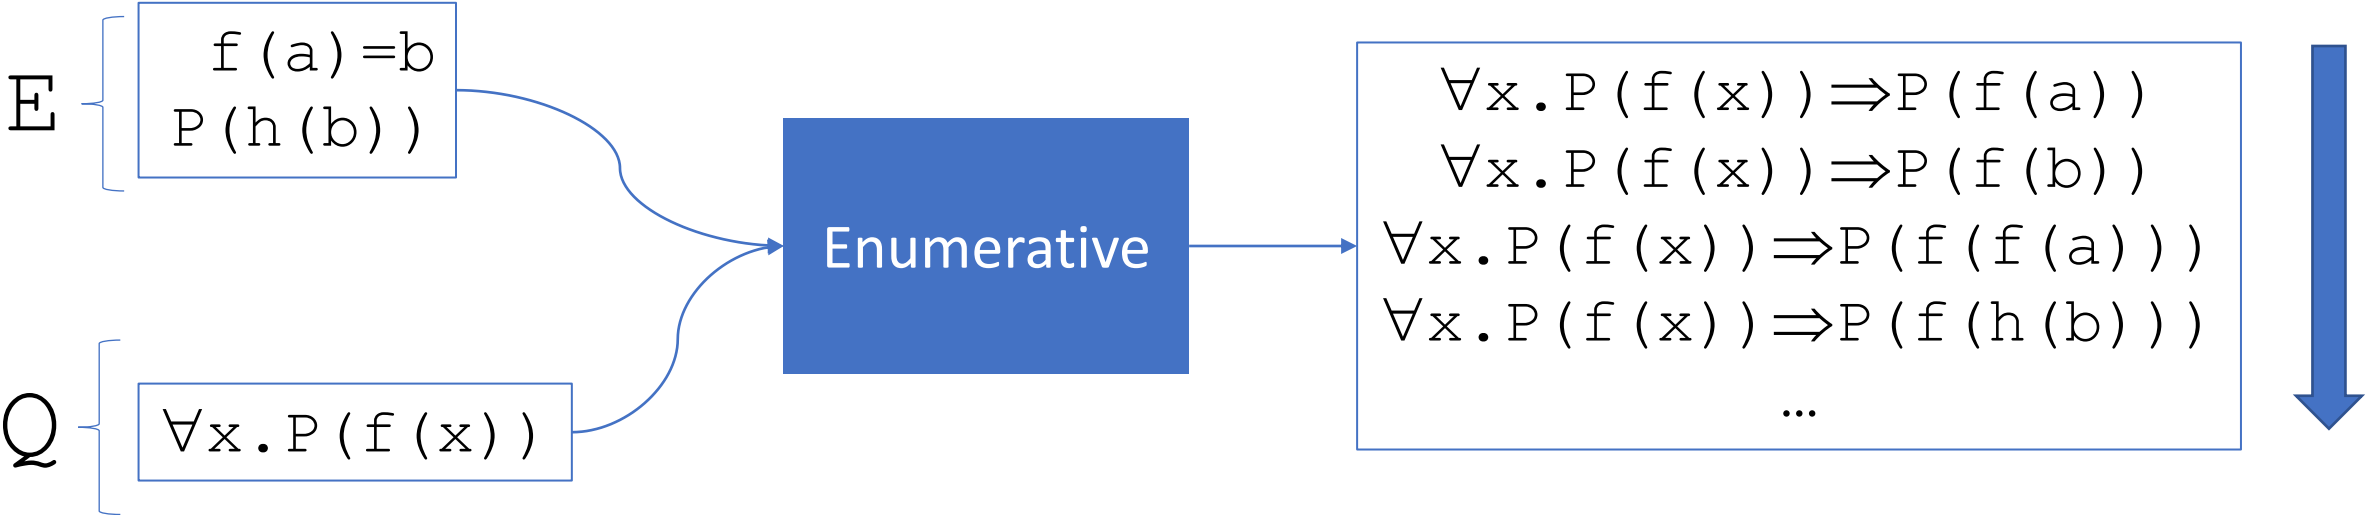 E
f(a)=b
P(h(b))
Q
∀x.P(f(x))
Enumerative
∀x.P(f(x))⇒P(f(a))
∀x.P(f(x))⇒P(f(b))
∀x.P(f(x))⇒P(f(f(a)))
∀x.P(f(x))⇒P(f(h(b)))
…